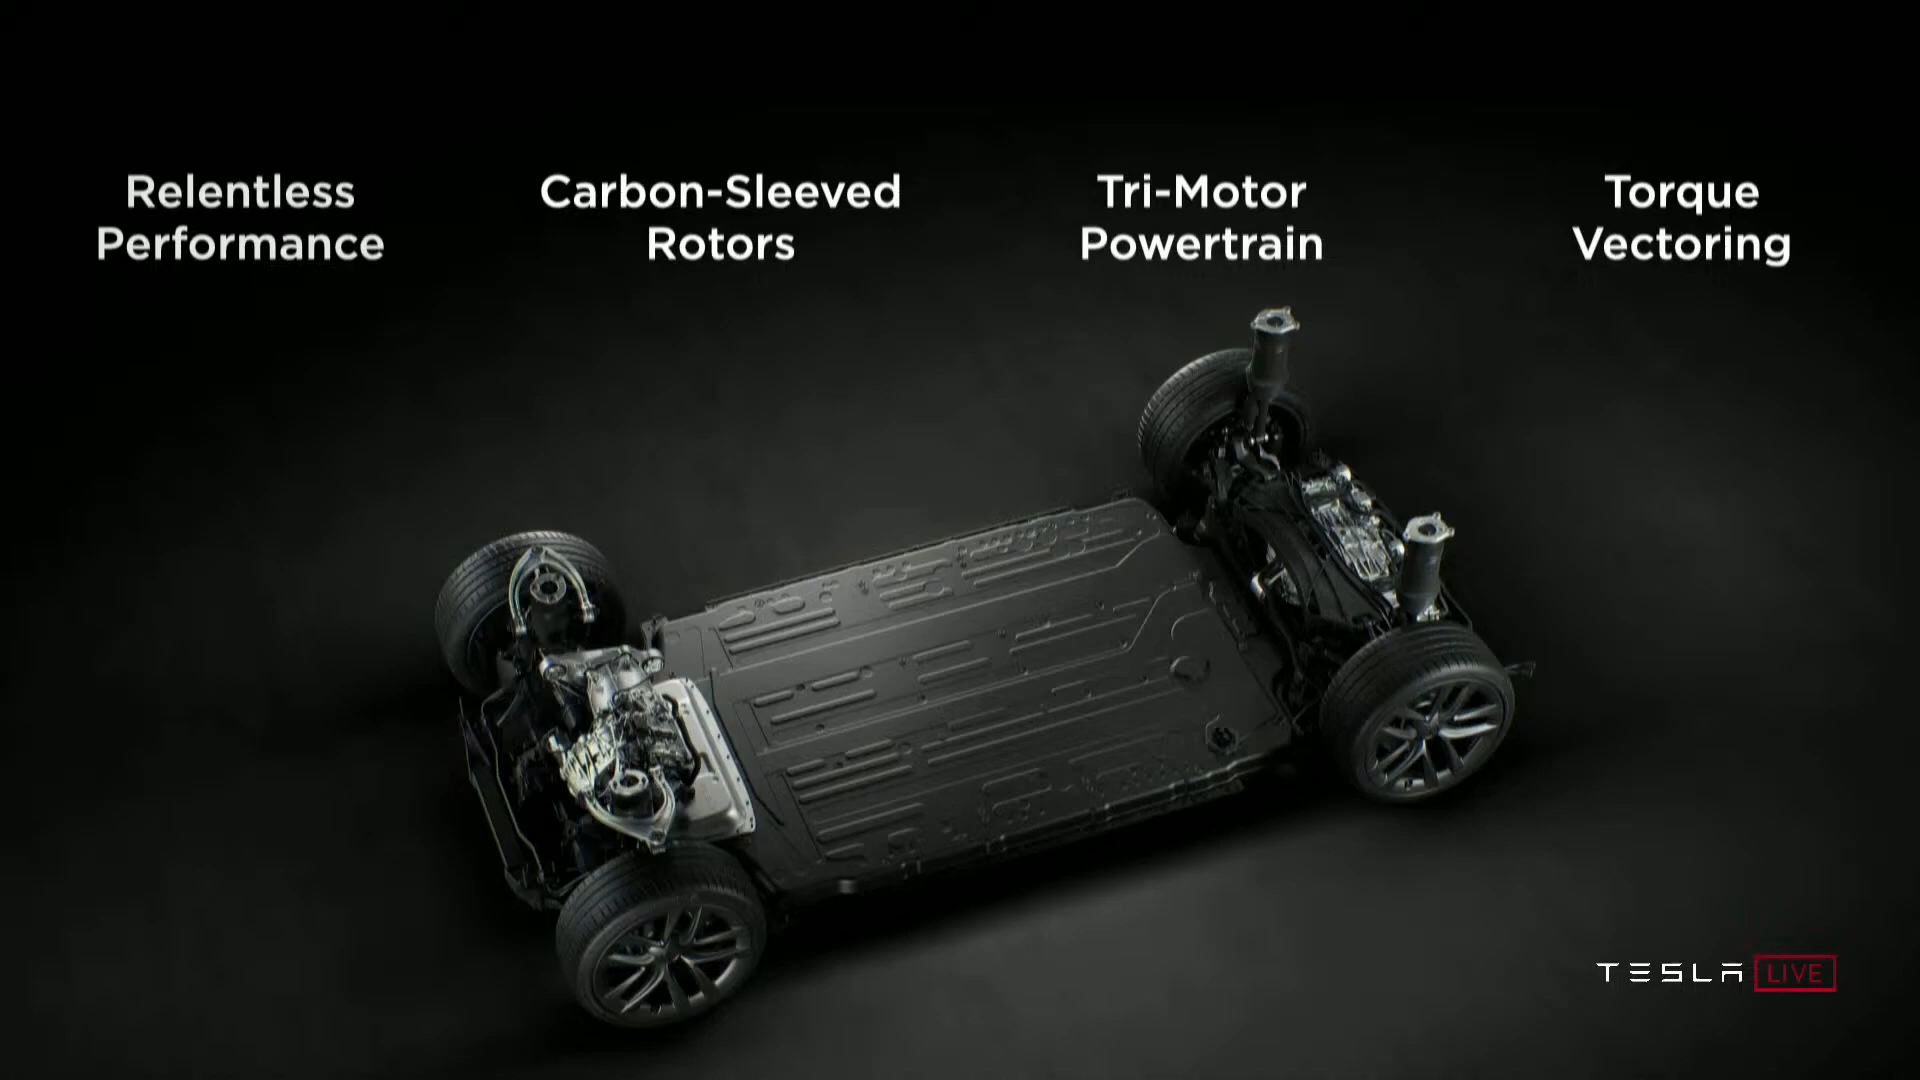 Relentless
Performance
Carbon-Sleeved
Rotors
Tri-Motor
Powertrain
Torque
Vectoring
TESLA LIVE